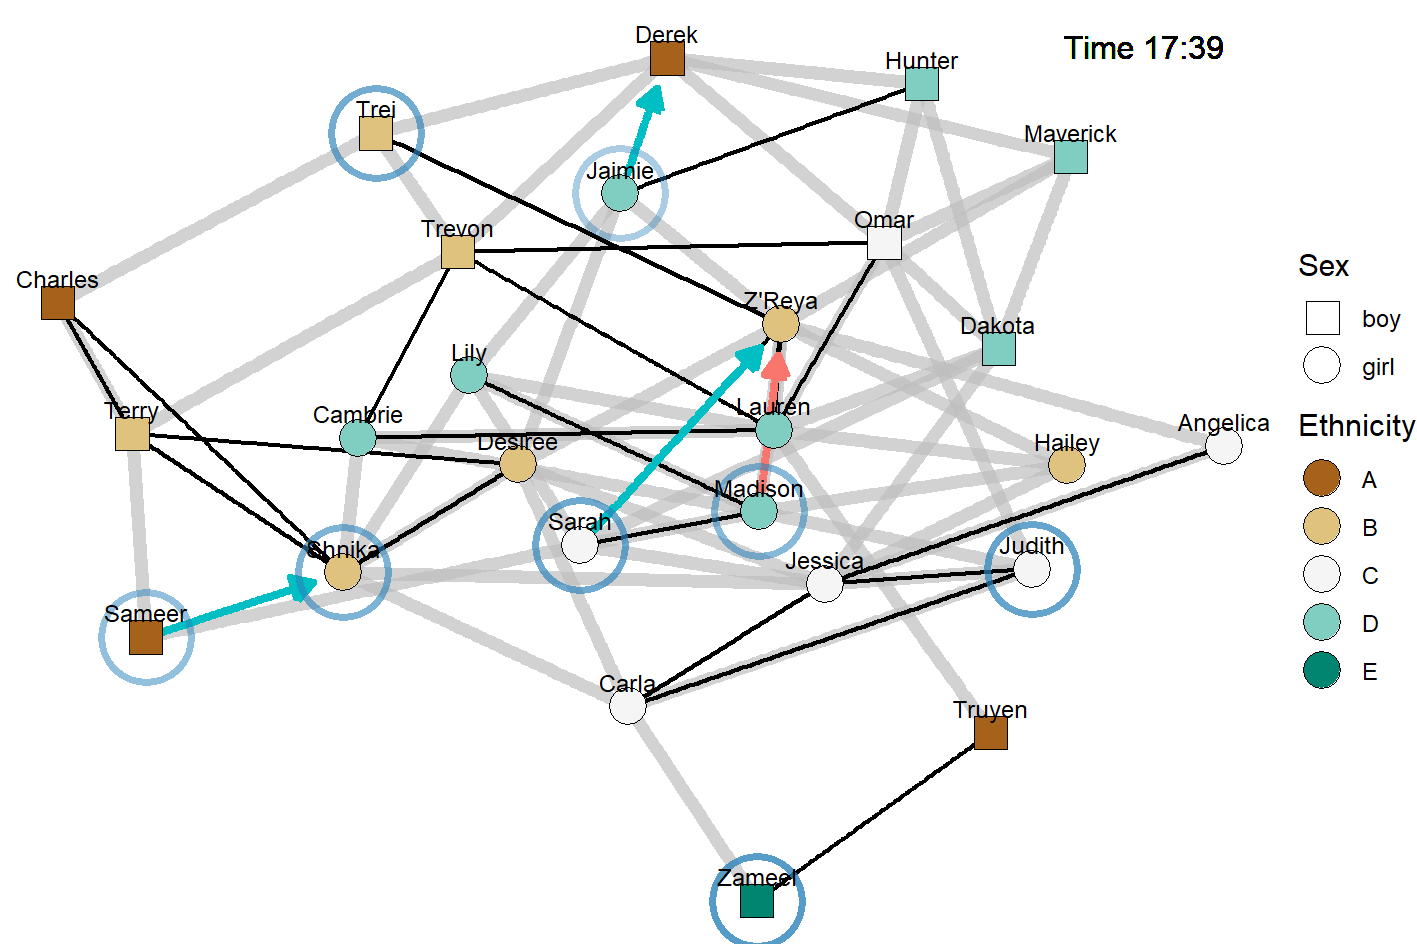 Derek
Time 17:39
Hunter
Trei
Maverick
Jaimie
Omar
Trevon
Charles
Z'Reya
Dakota
Lily
Lauren
Terry
Cambrie
Desiree
Angelica
Hailey
Madison
Sarah
Shnika
Jessica
Judith
Sameer
Carla
Truyen
Zameel
Sex
boy
girl
Ethnicity
A
B
C
D
E